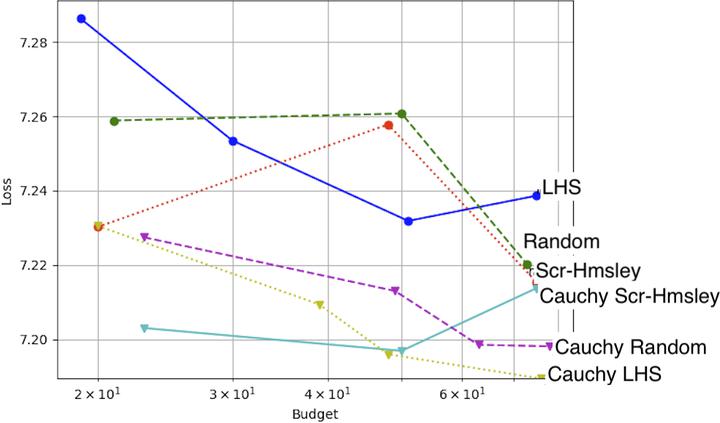 7.28
7.26
7.24
7.22
7.20
Loss
LHS
Random
Scr-Hmsley
Cauchy Scr-Hmsley
Cauchy Random
Cauchy LHS
2 × 10¹
3 × 10¹
4 × 10¹
6 × 10¹
Budget